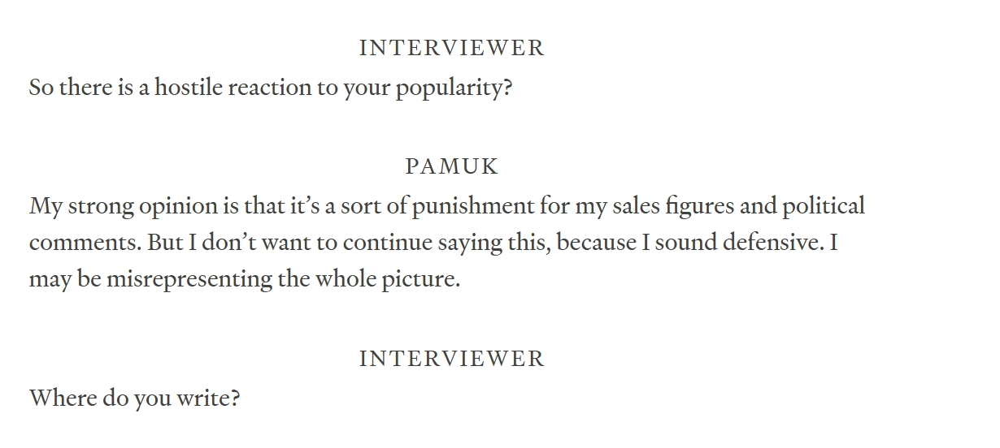 INTERVIEWER
So there is a hostile reaction to your popularity?
PAMUK
My strong opinion is that it’s a sort of punishment for my sales figures and political
comments. But I don’t want to continue saying this, because I sound defensive. I
may be misrepresenting the whole picture.
INTERVIEWER
Where do you write?